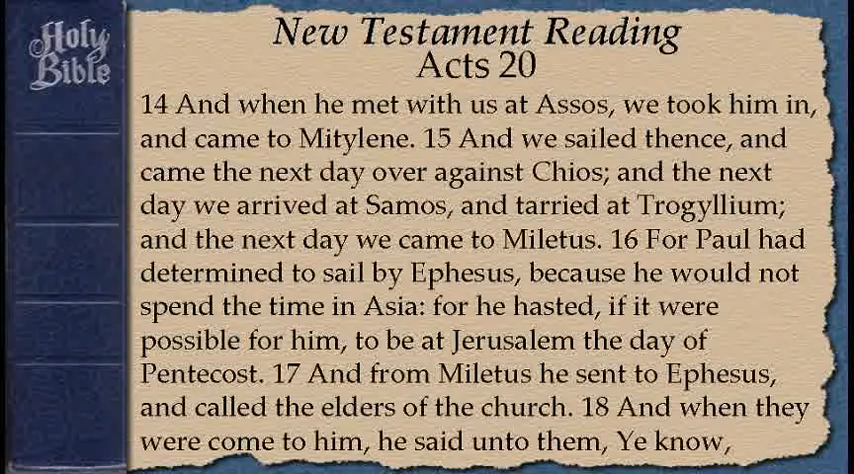 Holy
Bible
New Testament Reading
Acts 20
14 And when he met with us at Assos, we took him in,
and came to Mitylene. 15 And we sailed thence, and
came the next day over against Chios; and the next
day we arrived at Samos, and tarried at Trogyllium;
and the next day we came to Miletus. 16 For Paul had
determined to sail by Ephesus, because he would not
spend the time in Asia: for he hasted, if it were
possible for him, to be at Jerusalem the day of
Pentecost. 17 And from Miletus he sent to Ephesus,
and called the elders of the church. 18 And when they
were come to him, he said unto them, Ye know,